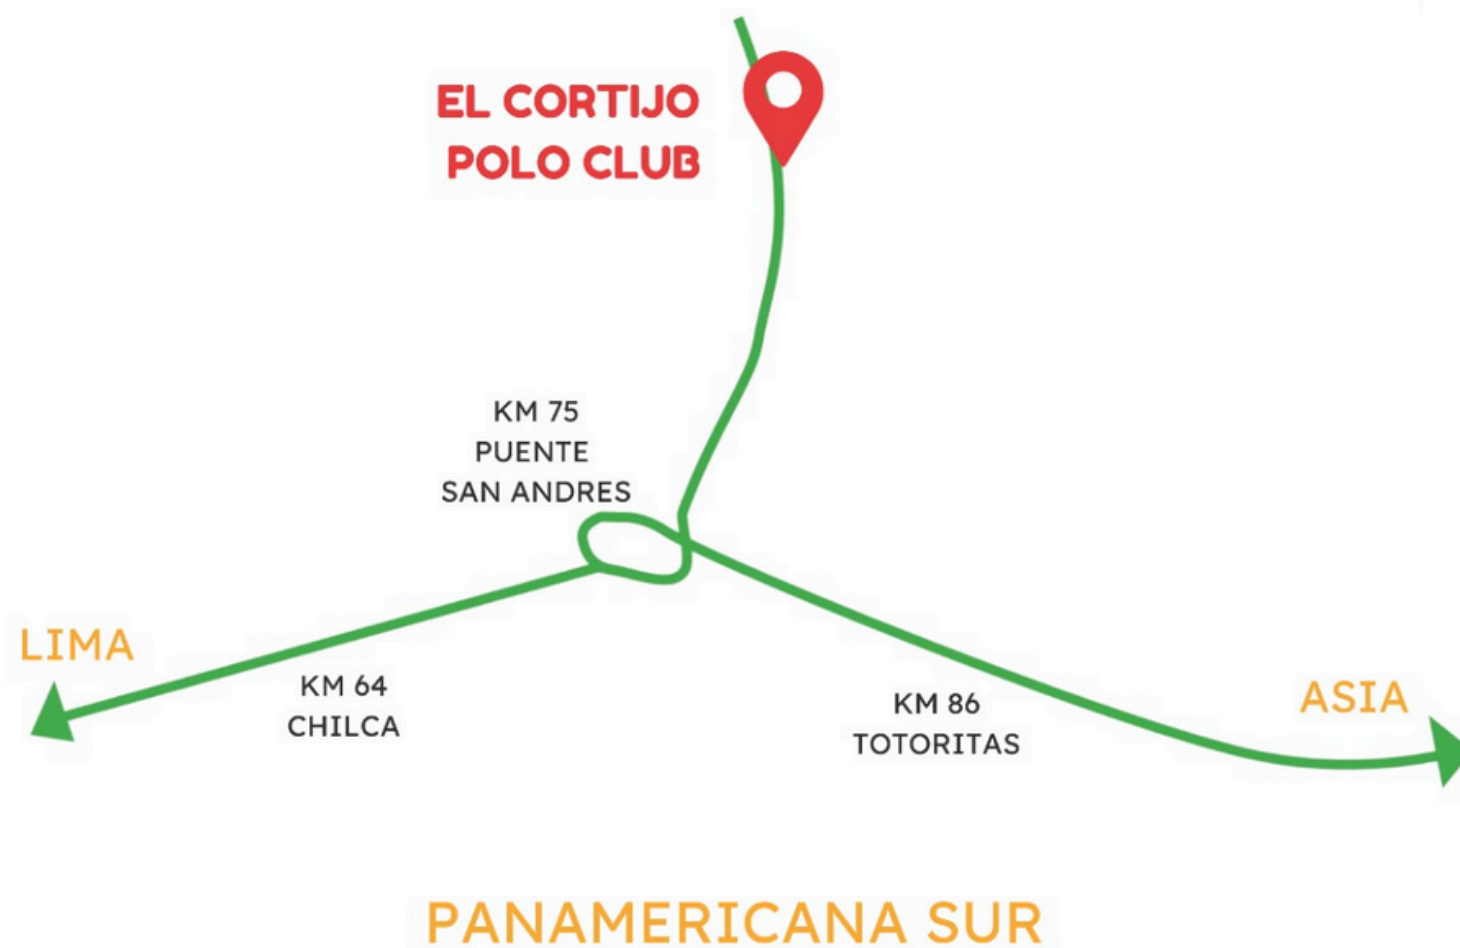 EL CORTIJO
POLO CLUB
KM 75
PUENTE
SAN ANDRES
LIMA
KM 64
CHILCA
KM 86
TOTORITAS
ASIA
PANAMERICANA SUR